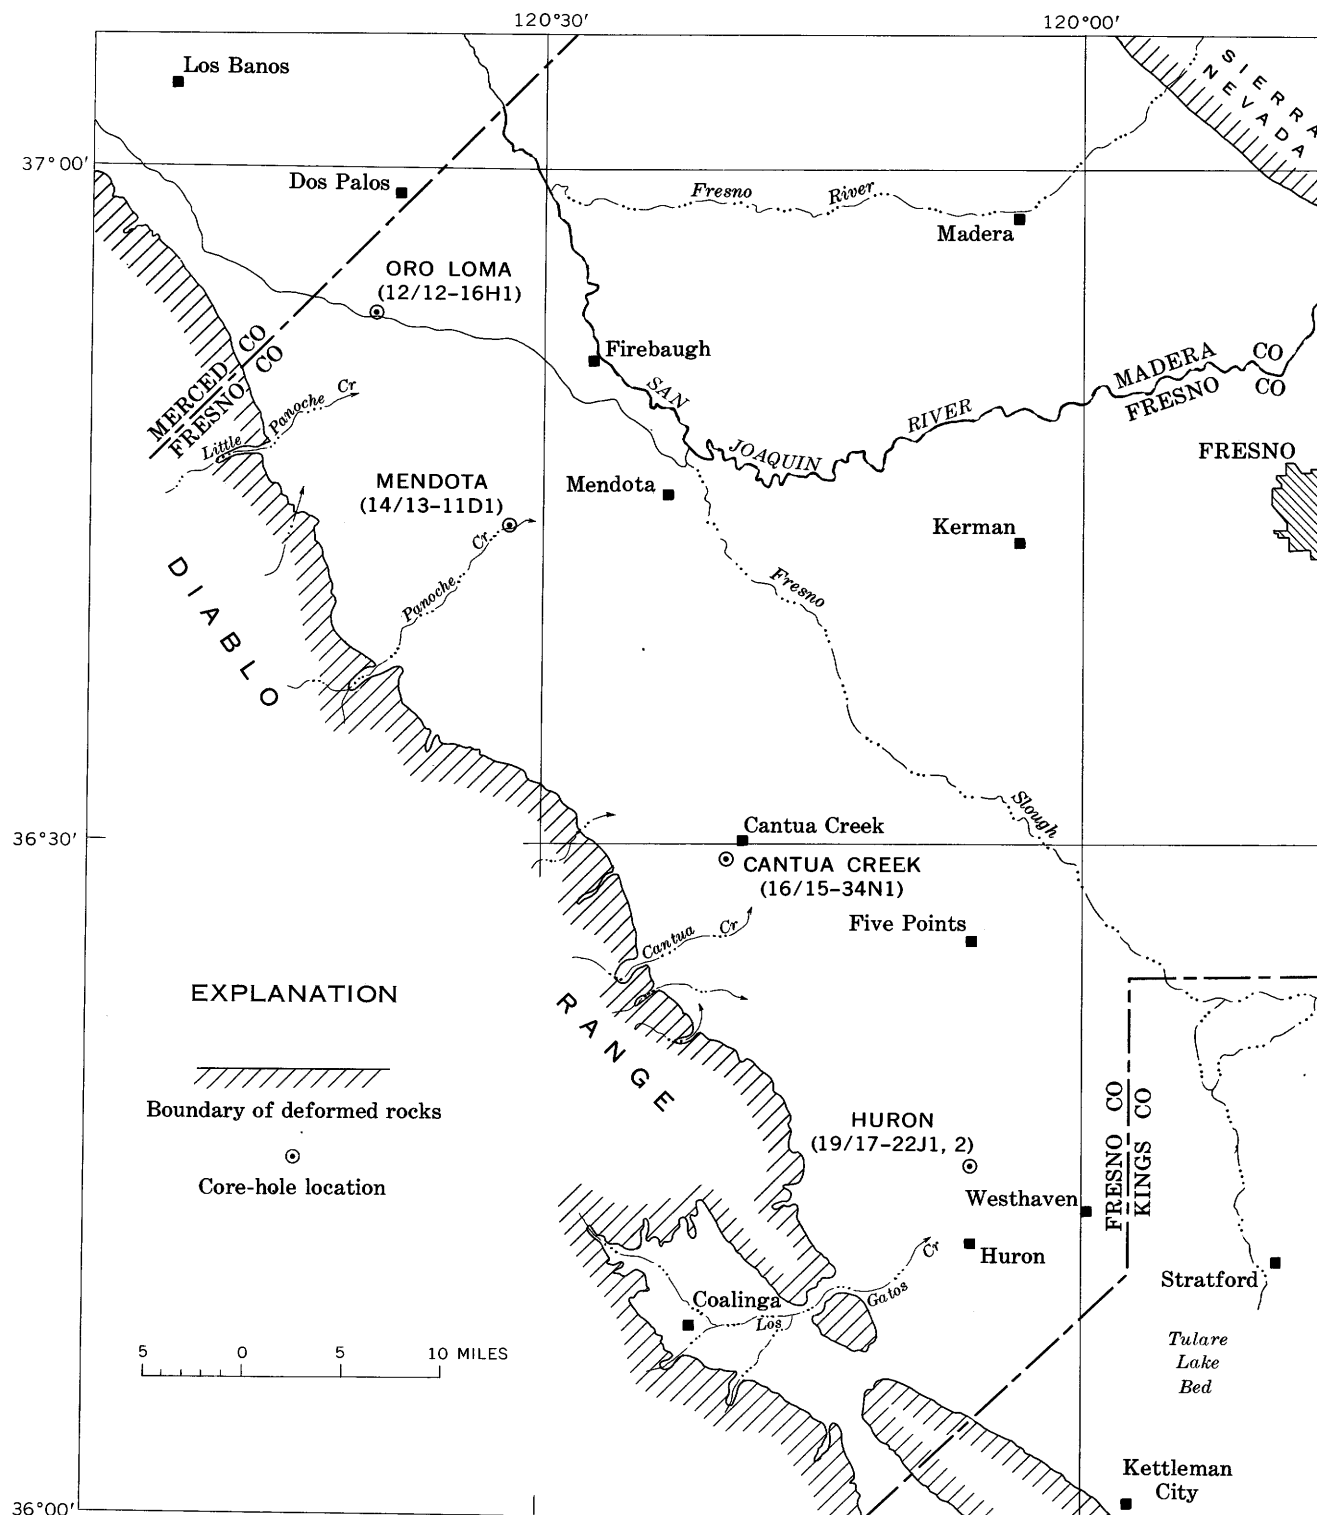 120°30′
120°00′
Los Banos
SIERRA
NEVADA
37°00′
Dos Palos
Fresno River
Madera
ORO LOMA
(12/12–16H1)
MERCED CO
FRESNO CO
Firebaugh
SAN JOAQUIN RIVER
MADERA CO
FRESNO CO
Little Panoche Cr
FRESNO
MENDOTA
(14/13–11D1)
Mendota
Kerman
Panoche Cr
Fresno Slough
DIABLO
36°30′
Cantua Creek
CANTUA CREEK
(16/15–34N1)
Five Points
Cantua Cr
EXPLANATION
RANGE
Boundary of deformed rocks
Core-hole location
HURON
(19/17–22J1, 2)
FRESNO CO
KINGS CO
Westhaven
Huron
Stratford
Coalinga
Los Gatos Cr
5 0 5 10 MILES
Tulare
Lake
Bed
Kettleman
City
36°00′